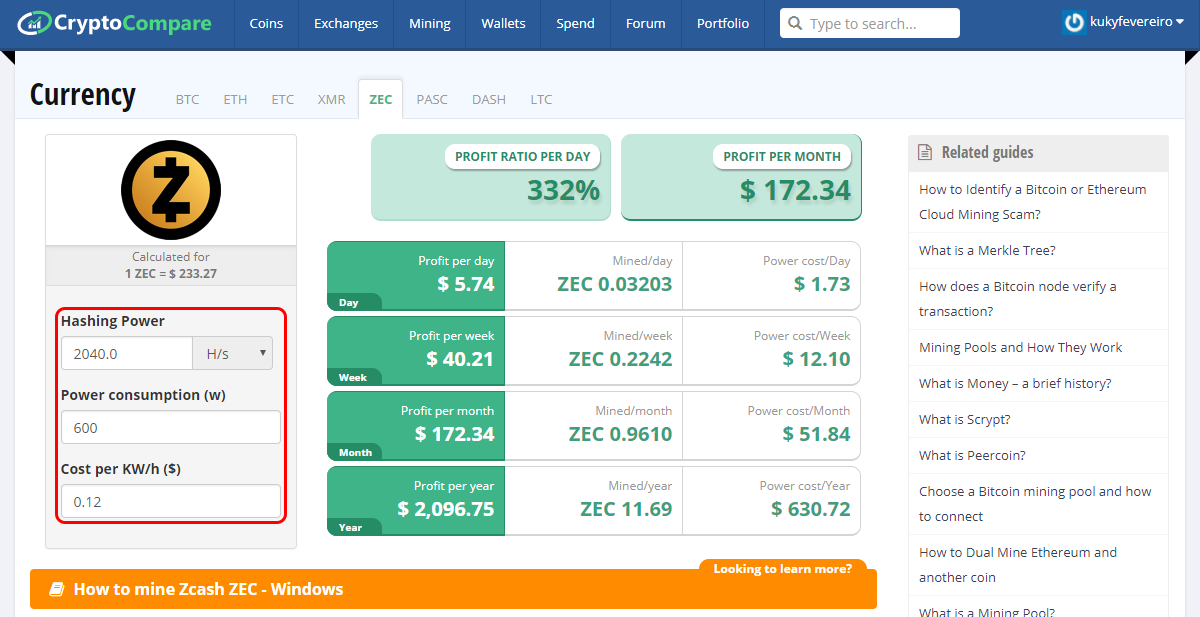 CryptoCompare
Coins
Exchanges
Mining
Wallets
Spend
Forum
Portfolio
Type to search...
kukyfevereiro
Currency
BTC
ETH
ETC
XMR
ZEC
PASC
DASH
LTC
Calculated for
1 ZEC = $ 233.27
Hashing Power
2040.0
H/s
Power consumption (w)
600
Cost per KW/h ($)
0.12
PROFIT RATIO PER DAY
332%
PROFIT PER MONTH
$ 172.34
Profit per day
$ 5.74
Day
Mined/day
ZEC 0.03203
Power cost/Day
$ 1.73
Profit per week
$ 40.21
Week
Mined/week
ZEC 0.2242
Power cost/Week
$ 12.10
Profit per month
$ 172.34
Month
Mined/month
ZEC 0.9610
Power cost/Month
$ 51.84
Profit per year
$ 2,096.75
Year
Mined/year
ZEC 11.69
Power cost/Year
$ 630.72
Looking to learn more?
How to mine Zcash ZEC - Windows
Related guides
How to Identify a Bitcoin or Ethereum
Cloud Mining Scam?
What is a Merkle Tree?
How does a Bitcoin node verify a
transaction?
Mining Pools and How They Work
What is Money – a brief history?
What is Scrypt?
What is Peercoin?
Choose a Bitcoin mining pool and how
to connect
How to Dual Mine Ethereum and
another coin
What is a Mining Pool?